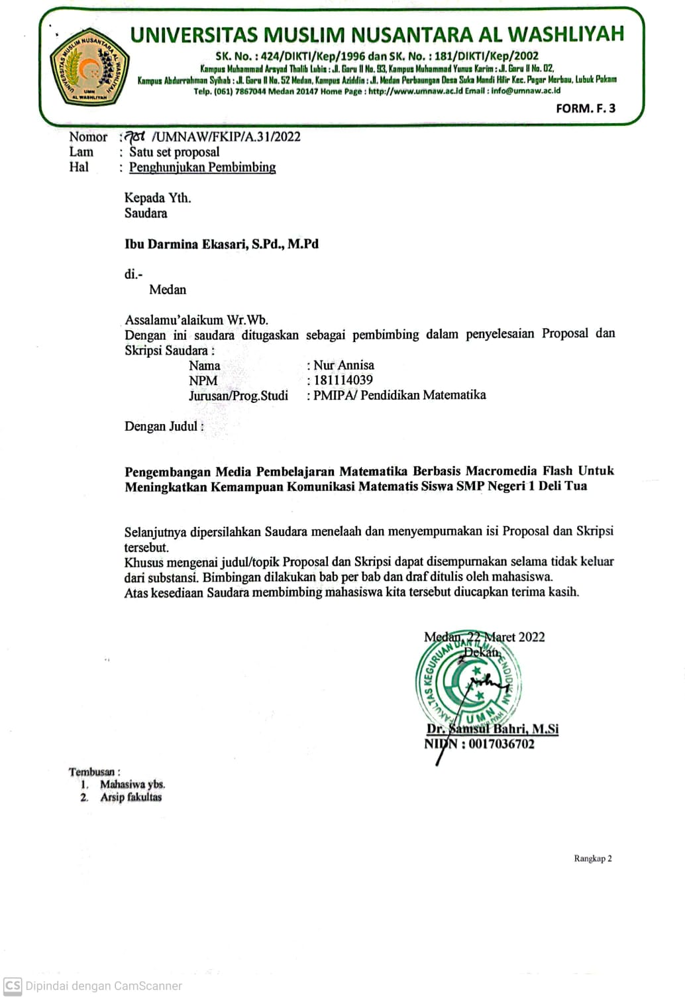 UNIVERSITAS MUSLIM NUSANTARA AL WASHLIYAH
SK. No. : 424/DIKTI/Kep/1996 dan SK. No. : 181/DIKTI/Kep/2002
Kampus Muhammad Arsyad Thalib Lubis : Jl. Garu II No. 93, Kampus Muhammad Yunus Karim : Jl. Garu II No. 02,
Kampus Abdurrahman Syihab : Jl. Garu II No. 52 Medan, Kampus Aziddin : Jl. Medan Perbaungan Desa Suka Mandi Hilir Kec. Pagar Merbau, Lubuk Pakam
Telp. (061) 7867044 Medan 20147 Home Page : http://www.umnaw.ac.id Email : info@umnaw.ac.id
FORM. F. 3
UNIVERSITAS MUSLIM NUSANTARA AL WASHLIYAH
UMN
AL WASHLIYAH
Nomor : /UMNAW/FKIP/A.31/2022
Lam : Satu set proposal
Hal : Penghunjukan Pembimbing
Kepada Yth.
Saudara
Ibu Darmina Ekasari, S.Pd., M.Pd
di.-
Medan
Assalamu’alaikum Wr.Wb.
Dengan ini saudara ditugaskan sebagai pembimbing dalam penyelesaian Proposal dan
Skripsi Saudara :
Nama : Nur Annisa
NPM : 181114039
Jurusan/Prog.Studi : PMIPA/ Pendidikan Matematika
Dengan Judul :
Pengembangan Media Pembelajaran Matematika Berbasis Macromedia Flash Untuk
Meningkatkan Kemampuan Komunikasi Matematis Siswa SMP Negeri 1 Deli Tua
Selanjutnya dipersilahkan Saudara menelaah dan menyempurnakan isi Proposal dan Skripsi
tersebut.
Khusus mengenai judul/topik Proposal dan Skripsi dapat disempurnakan selama tidak keluar
dari substansi. Bimbingan dilakukan bab per bab dan draf ditulis oleh mahasiswa.
Atas kesediaan Saudara membimbing mahasiswa kita tersebut diucapkan terima kasih.
Medan, 22 Maret 2022
Dekan,
FAKULTAS KEGURUAN DAN ILMU PENDIDIKAN
UMN
Dr. Samsul Bahri, M.Si
NIDN : 0017036702
Tembusan :
1. Mahasiwa ybs.
2. Arsip fakultas
Rangkap 2
CS Dipindai dengan CamScanner